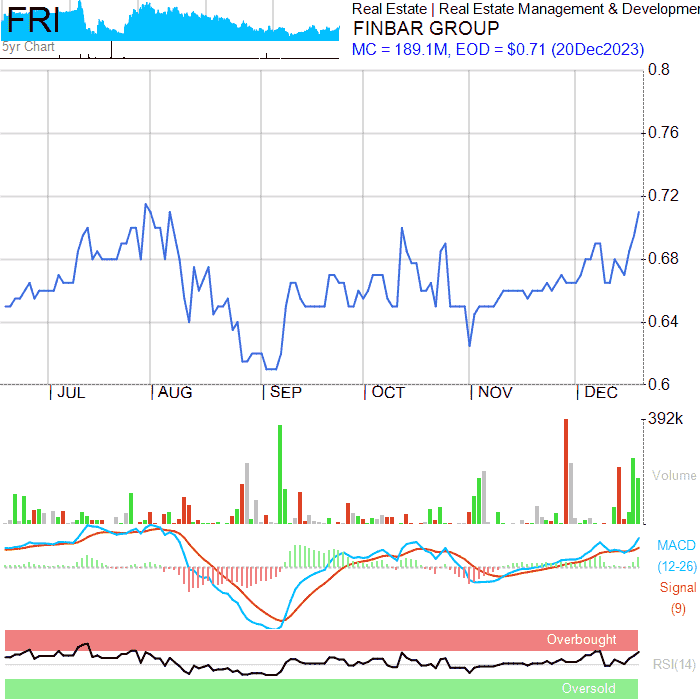 FRI
5yr Chart
Real Estate | Real Estate Management & Developmen
FINBAR GROUP
MC = 189.1M, EOD = $0.71 (20Dec2023)
0.8
0.76
0.72
0.68
0.64
0.6
JUL AUG SEP OCT NOV DEC
392k
Volume
MACD
(12-26)
Signal
(9)
Overbought
RSI(14)
Oversold